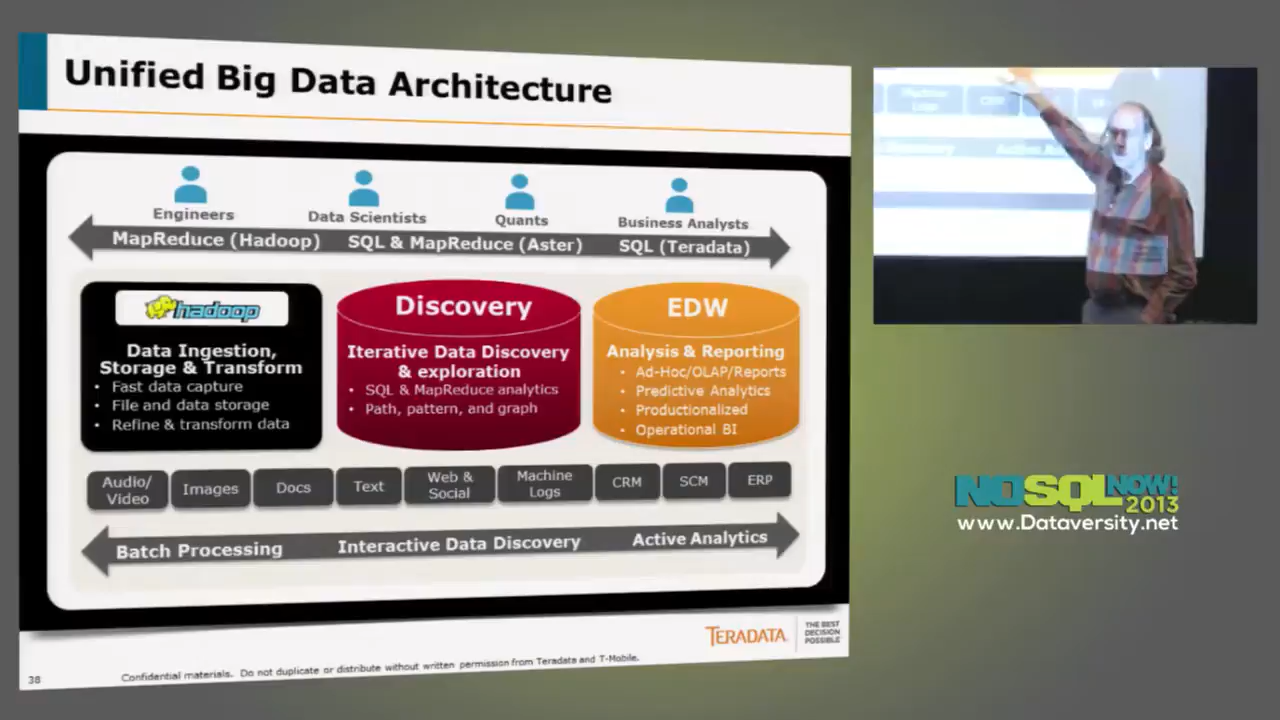 Unified Big Data Architecture
Engineers
Data Scientists
Quants
Business Analysts
MapReduce (Hadoop)
SQL & MapReduce (Aster)
SQL (Teradata)
hadoop
Data Ingestion,
Storage & Transform
• Fast data capture
• File and data storage
• Refine & transform data
Discovery
Iterative Data Discovery
& exploration
• SQL & MapReduce analytics
• Path, pattern, and graph
EDW
Analysis & Reporting
• Ad-Hoc/OLAP/Reports
• Predictive Analytics
• Productionalized
• Operational BI
Audio/
Video
Images
Docs
Text
Web &
Social
Machine
Logs
CRM
SCM
ERP
Batch Processing
Interactive Data Discovery
Active Analytics
TERADATA
THE BEST
DECISION
POSSIBLE
38
Confidential materials. Do not duplicate or distribute without written permission from Teradata and T-Mobile.
NOSQL NOW!
2013
www.Dataversity.net